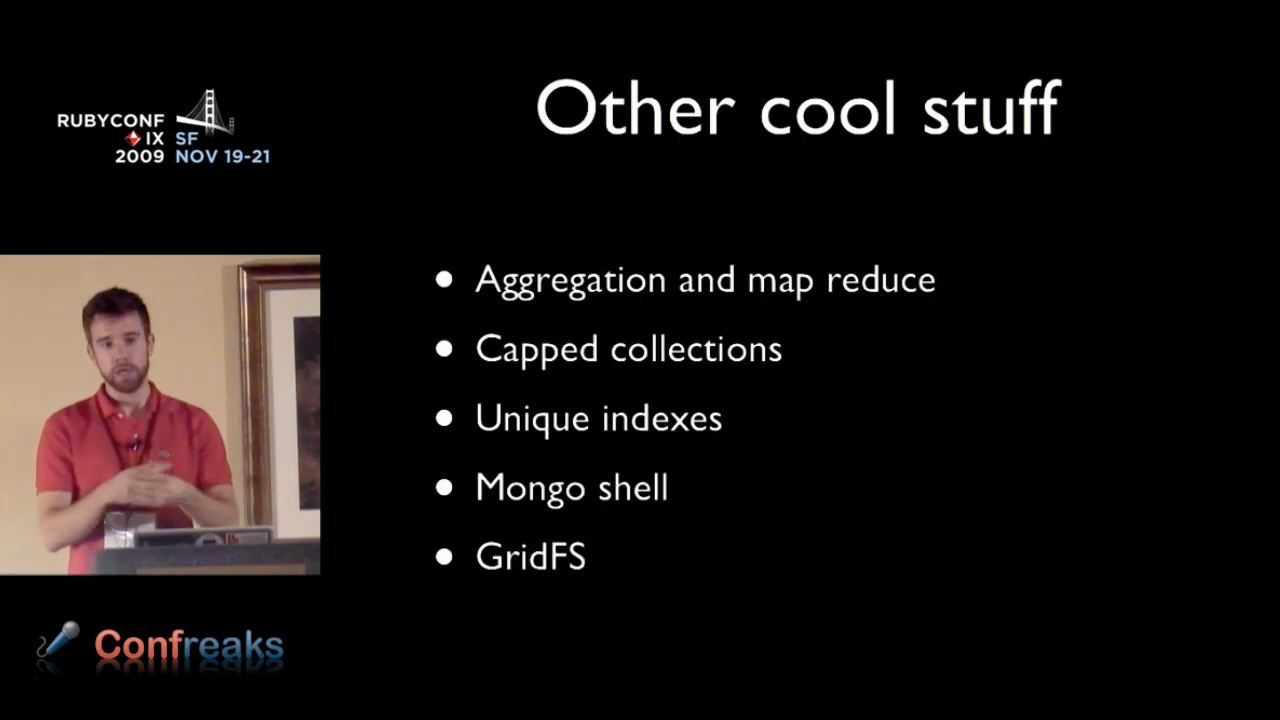 RUBYCONF
IX SF
2009 NOV 19-21
Other cool stuff
• Aggregation and map reduce
• Capped collections
• Unique indexes
• Mongo shell
• GridFS
Confreaks